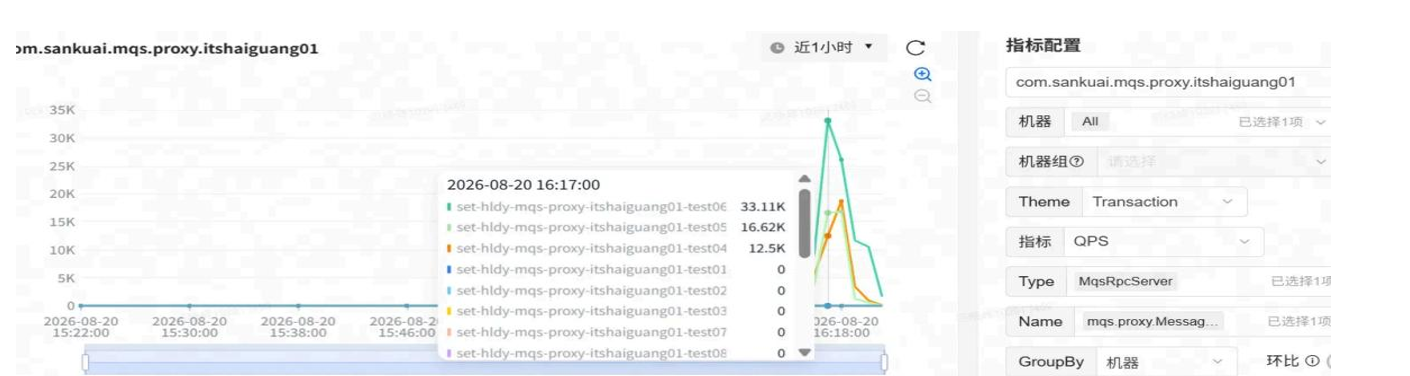 om.sankuai.mqs.proxy.itshaiguang01
近1小时
35K
30K
25K
20K
15K
10K
5K
0
2026-08-20 15:22:00
2026-08-20 15:30:00
2026-08-20 15:38:00
2026-08-2
15:46:00
026-08-20
16:18:00
2026-08-20 16:17:00
set-hldy-mqs-proxy-itshaiguang01-test06 33.11K
set-hldy-mqs-proxy-itshaiguang01-test05 16.62K
set-hldy-mqs-proxy-itshaiguang01-test04 12.5K
set-hldy-mqs-proxy-itshaiguang01-test01 0
set-hldy-mqs-proxy-itshaiguang01-test02 0
set-hldy-mqs-proxy-itshaiguang01-test03 0
set-hldy-mqs-proxy-itshaiguang01-test07 0
set-hldy-mqs-proxy-itshaiguang01-test08 0
指标配置
com.sankuai.mqs.proxy.itshaiguang01
机器 All 已选择1项
机器组? 请选择
Theme Transaction
指标 QPS
Type MqsRpcServer 已选择1项
Name mqs.proxy.Messag... 已选择1项
GroupBy 机器 环比